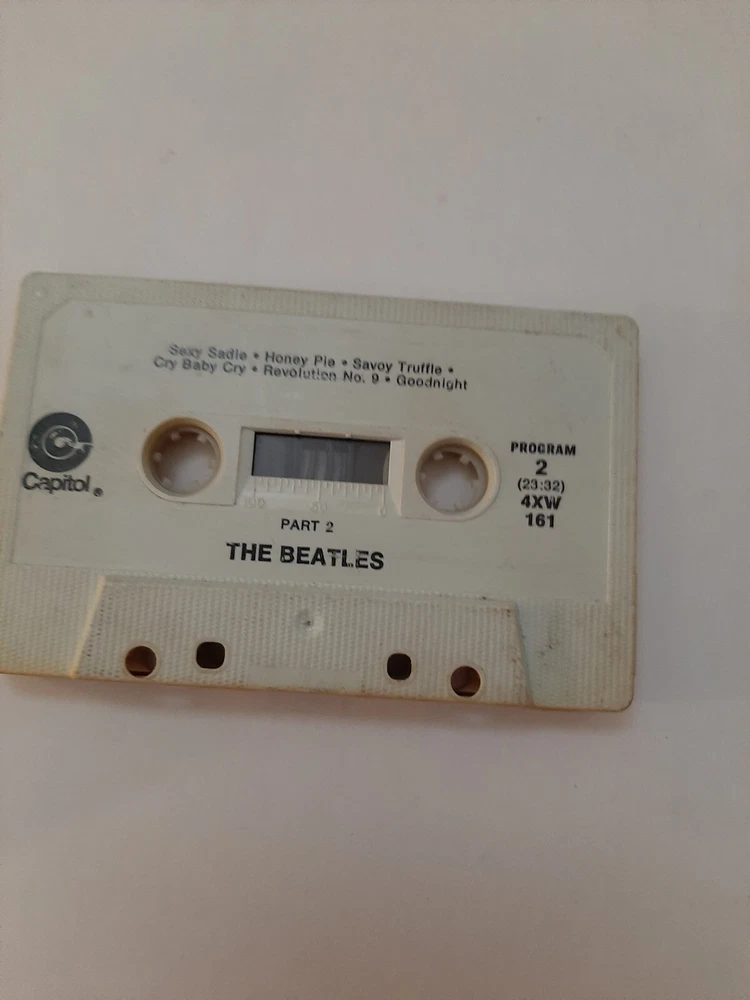 Sexy Sadie • Honey Pie • Savoy Truffle •
Cry Baby Cry • Revolution No. 9 • Goodnight
Capitol®
PROGRAM
2
(23:32)
4XW
161
PART 2
THE BEATLES